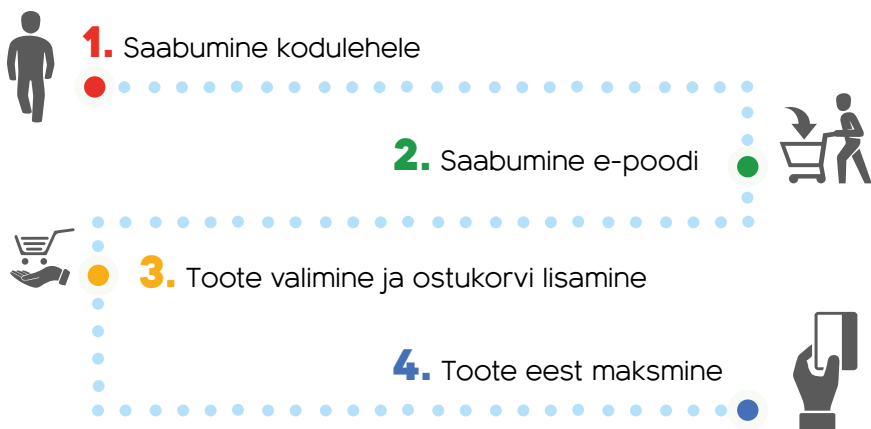 1. Saabumine kodulehele
2. Saabumine e-poodi
3. Toote valimine ja ostukorvi lisamine
4. Toote eest maksmine